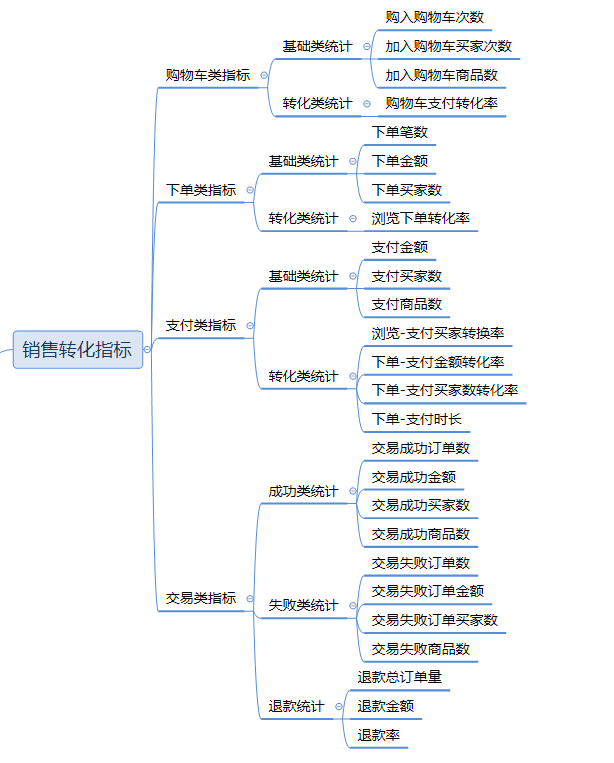 销售转化指标
购物车类指标
基础类统计
购入购物车次数
加入购物车买家次数
加入购物车商品数
转化类统计
购物车支付转化率
下单类指标
基础类统计
下单笔数
下单金额
下单买家数
转化类统计
浏览下单转化率
支付类指标
基础类统计
支付金额
支付买家数
支付商品数
转化类统计
浏览-支付买家转换率
下单-支付金额转化率
下单-支付买家数转化率
下单-支付时长
交易类指标
成功类统计
交易成功订单数
交易成功金额
交易成功买家数
交易成功商品数
失败类统计
交易失败订单数
交易失败订单金额
交易失败订单买家数
交易失败商品数
退款统计
退款总订单量
退款金额
退款率